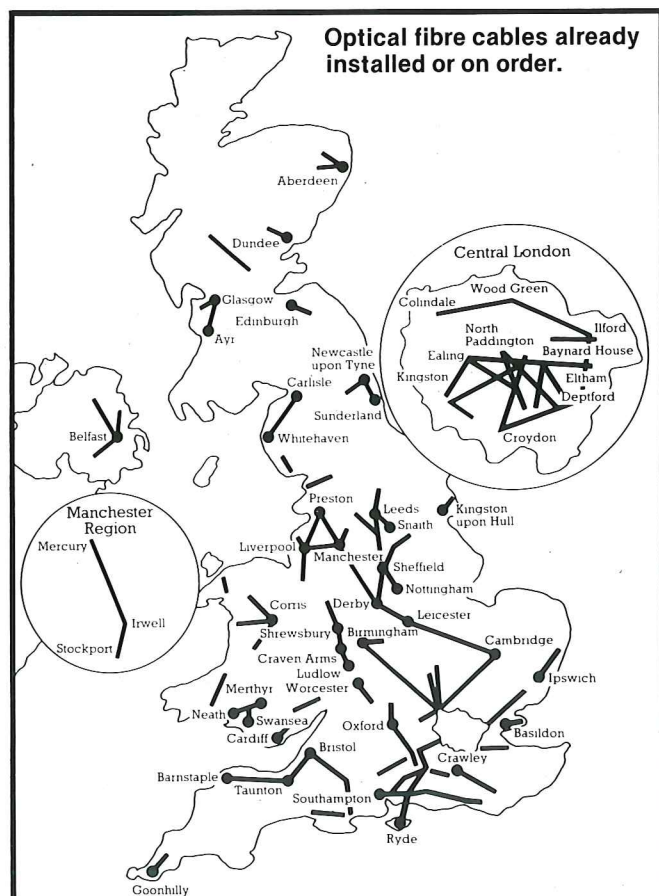 Optical fibre cables already
installed or on order.
Aberdeen
Dundee
Glasgow
Edinburgh
Ayr
Newcastle
upon Tyne
Carlisle
Sunderland
Belfast
Whitehaven
Central London
Wood Green
Colindale
Ilford
North
Paddington
Baynard House
Ealing
Kingston
Eltham
Deptford
Croydon
Preston
Leeds
Snaith
Kingston
upon Hull
Liverpool
Manchester
Sheffield
Nottingham
Manchester
Region
Mercury
Irwell
Stockport
Derby
Leicester
Corris
Shrewsbury
Birmingham
Cambridge
Craven Arms
Ludlow
Worcester
Ipswich
Merthyr
Neath
Swansea
Cardiff
Oxford
Basildon
Bristol
Crawley
Barnstaple
Taunton
Southampton
Ryde
Goonhilly